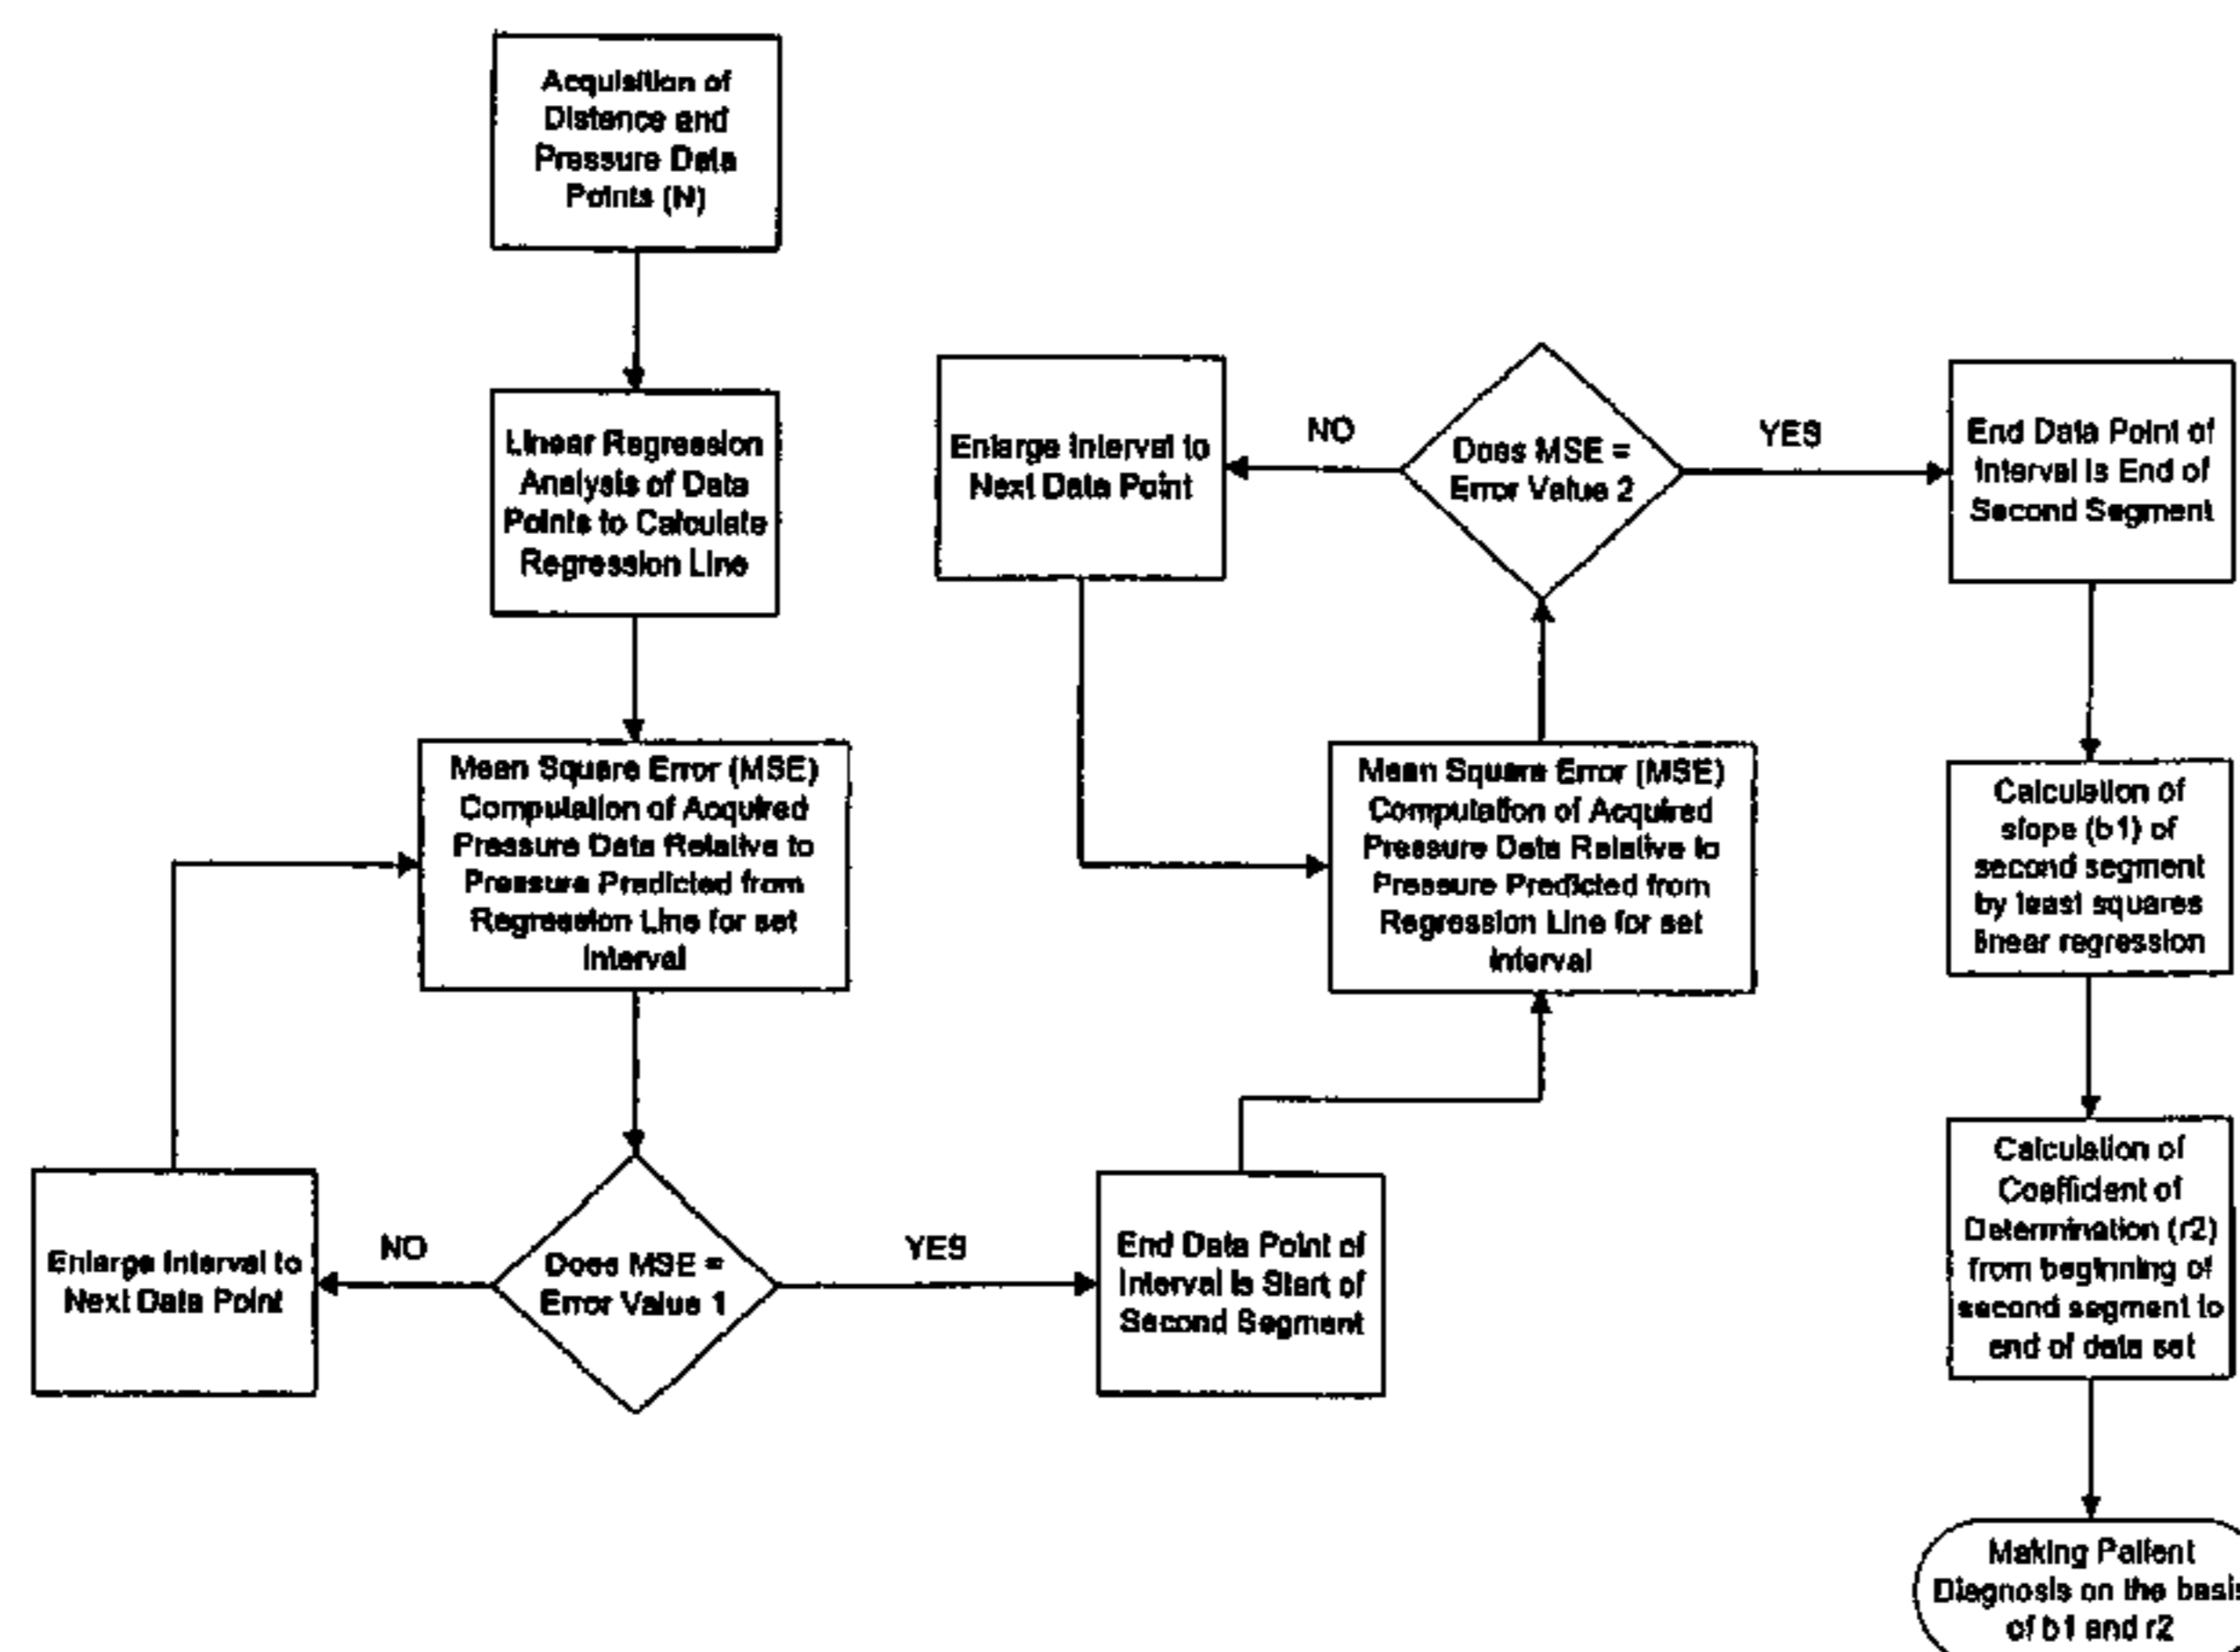 Acquisition of
Distance and
Pressure Data
Points (N)
Linear Regression
Analysis of Data
Points to Calculate
Regression Line
Mean Square Error (MSE)
Computation of Acquired
Pressure Data Relative to
Pressure Predicted from
Regression Line for set
Interval
Does MSE =
Error Value 1
NO
Enlarge Interval to
Next Data Point
YES
End Data Point of
Interval is Start of
Second Segment
Mean Square Error (MSE)
Computation of Acquired
Pressure Data Relative to
Pressure Predicted from
Regression Line for set
Interval
Does MSE =
Error Value 2
NO
Enlarge Interval to
Next Data Point
YES
End Data Point of
Interval is End of
Second Segment
Calculation of
slope (b1) of
second segment
by least squares
linear regression
Calculation of
Coefficient of
Determination (r2)
from beginning of
second segment to
end of data set
Making Patient
Diagnosis on the basis
of b1 and r2